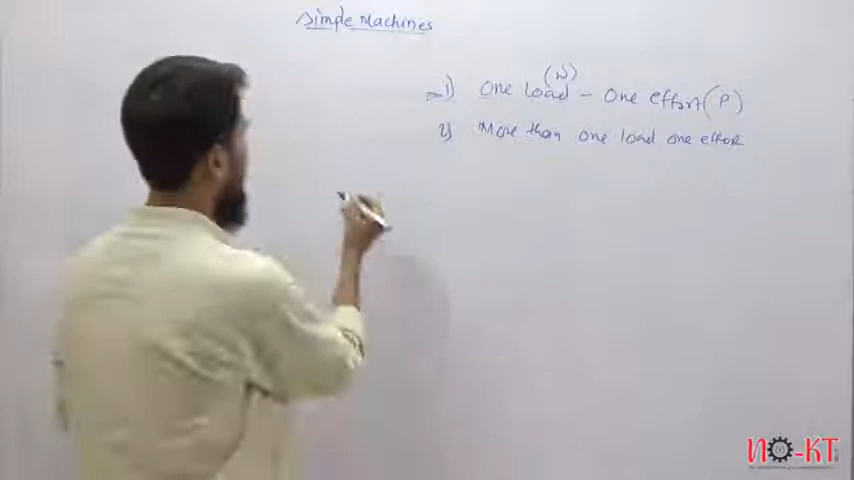 Simple Machines
1) One load (W) - One effort (P)
2) More than one load one effort
NO-KT